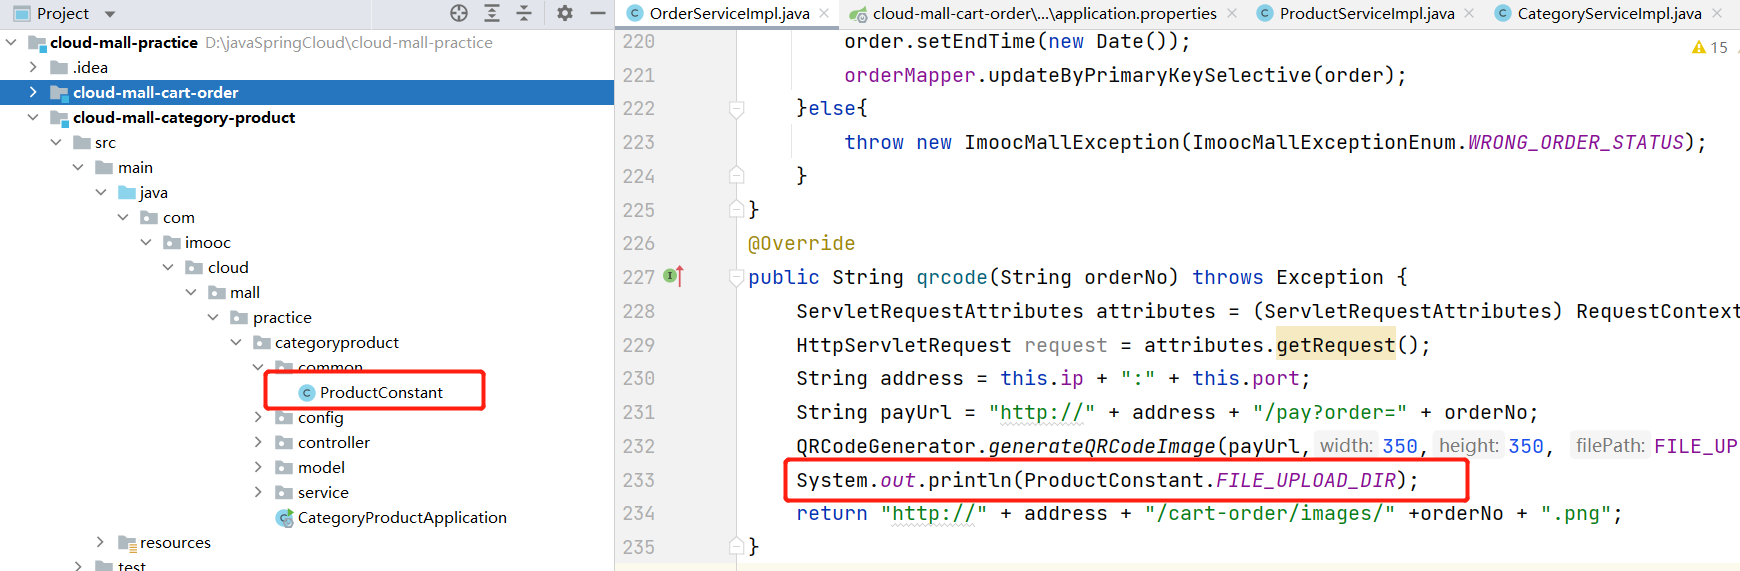 Project
cloud-mall-practice D:\javaSpringCloud\cloud-mall-practice
.idea
cloud-mall-cart-order
cloud-mall-category-product
src
main
java
com
imooc
cloud
mall
practice
categoryproduct
common
ProductConstant
config
controller
model
service
CategoryProductApplication
resources
test
OrderServiceImpl.java
cloud-mall-cart-order\...\application.properties
ProductServiceImpl.java
CategoryServiceImpl.java
15
220 order.setEndTime(new Date());
221 orderMapper.updateByPrimaryKeySelective(order);
222 }else{
223 throw new ImoocMallException(ImoocMallExceptionEnum.WRONG_ORDER_STATUS);
224 }
225 }
226 @Override
227 public String qrcode(String orderNo) throws Exception {
228 ServletRequestAttributes attributes = (ServletRequestAttributes) RequestContext
229 HttpServletRequest request = attributes.getRequest();
230 String address = this.ip + ":" + this.port;
231 String payUrl = "http://" + address + "/pay?order=" + orderNo;
232 QRCodeGenerator.generateQRCodeImage(payUrl, width: 350, height: 350, filePath: FILE_UP
233 System.out.println(ProductConstant.FILE_UPLOAD_DIR);
234 return "http://" + address + "/cart-order/images/" +orderNo + ".png";
235 }